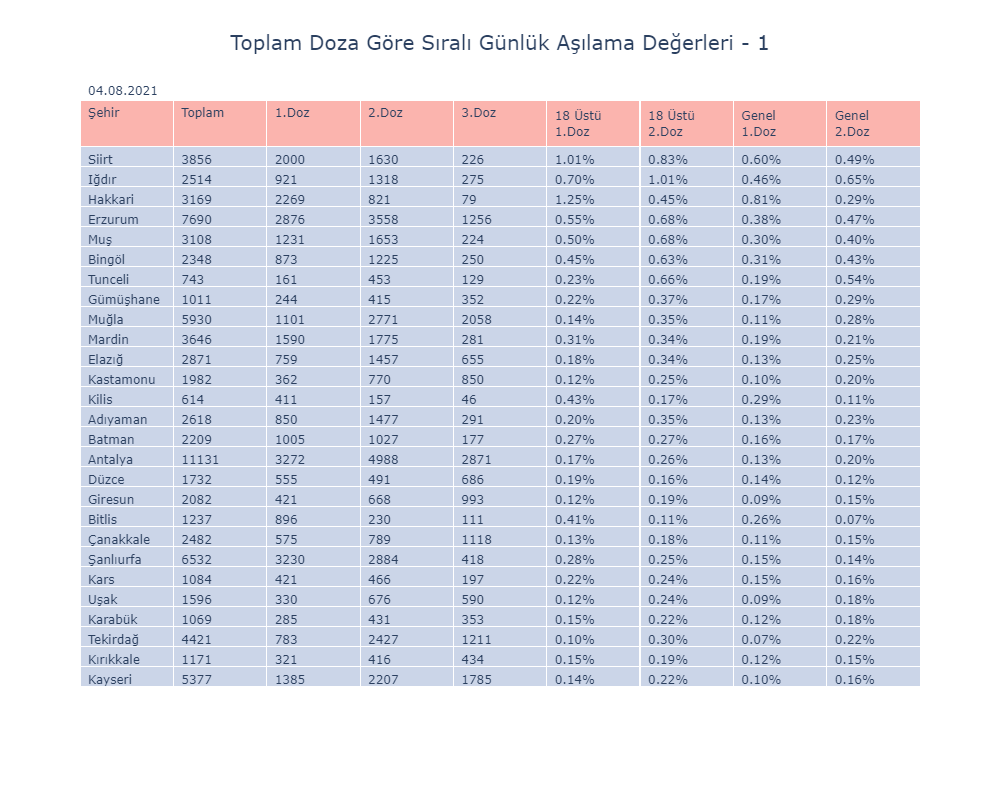 Toplam Doza Göre Sıralı Günlük Aşılama Değerleri - 1
04.08.2021
Şehir Toplam 1.Doz 2.Doz 3.Doz 18 Üstü 1.Doz 18 Üstü 2.Doz Genel 1.Doz Genel 2.Doz
Siirt 3856 2000 1630 226 1.01% 0.83% 0.60% 0.49%
Iğdır 2514 921 1318 275 0.70% 1.01% 0.46% 0.65%
Hakkari 3169 2269 821 79 1.25% 0.45% 0.81% 0.29%
Erzurum 7690 2876 3558 1256 0.55% 0.68% 0.38% 0.47%
Muş 3108 1231 1653 224 0.50% 0.68% 0.30% 0.40%
Bingöl 2348 873 1225 250 0.45% 0.63% 0.31% 0.43%
Tunceli 743 161 453 129 0.23% 0.66% 0.19% 0.54%
Gümüşhane 1011 244 415 352 0.22% 0.37% 0.17% 0.29%
Muğla 5930 1101 2771 2058 0.14% 0.35% 0.11% 0.28%
Mardin 3646 1590 1775 281 0.31% 0.34% 0.19% 0.21%
Elazığ 2871 759 1457 655 0.18% 0.34% 0.13% 0.25%
Kastamonu 1982 362 770 850 0.12% 0.25% 0.10% 0.20%
Kilis 614 411 157 46 0.43% 0.17% 0.29% 0.11%
Adıyaman 2618 850 1477 291 0.20% 0.35% 0.13% 0.23%
Batman 2209 1005 1027 177 0.27% 0.27% 0.16% 0.17%
Antalya 11131 3272 4988 2871 0.17% 0.26% 0.13% 0.20%
Düzce 1732 555 491 686 0.19% 0.16% 0.14% 0.12%
Giresun 2082 421 668 993 0.12% 0.19% 0.09% 0.15%
Bitlis 1237 896 230 111 0.41% 0.11% 0.26% 0.07%
Çanakkale 2482 575 789 1118 0.13% 0.18% 0.11% 0.15%
Şanlıurfa 6532 3230 2884 418 0.28% 0.25% 0.15% 0.14%
Kars 1084 421 466 197 0.22% 0.24% 0.15% 0.16%
Uşak 1596 330 676 590 0.12% 0.24% 0.09% 0.18%
Karabük 1069 285 431 353 0.15% 0.22% 0.12% 0.18%
Tekirdağ 4421 783 2427 1211 0.10% 0.30% 0.07% 0.22%
Kırıkkale 1171 321 416 434 0.15% 0.19% 0.12% 0.15%
Kayseri 5377 1385 2207 1785 0.14% 0.22% 0.10% 0.16%